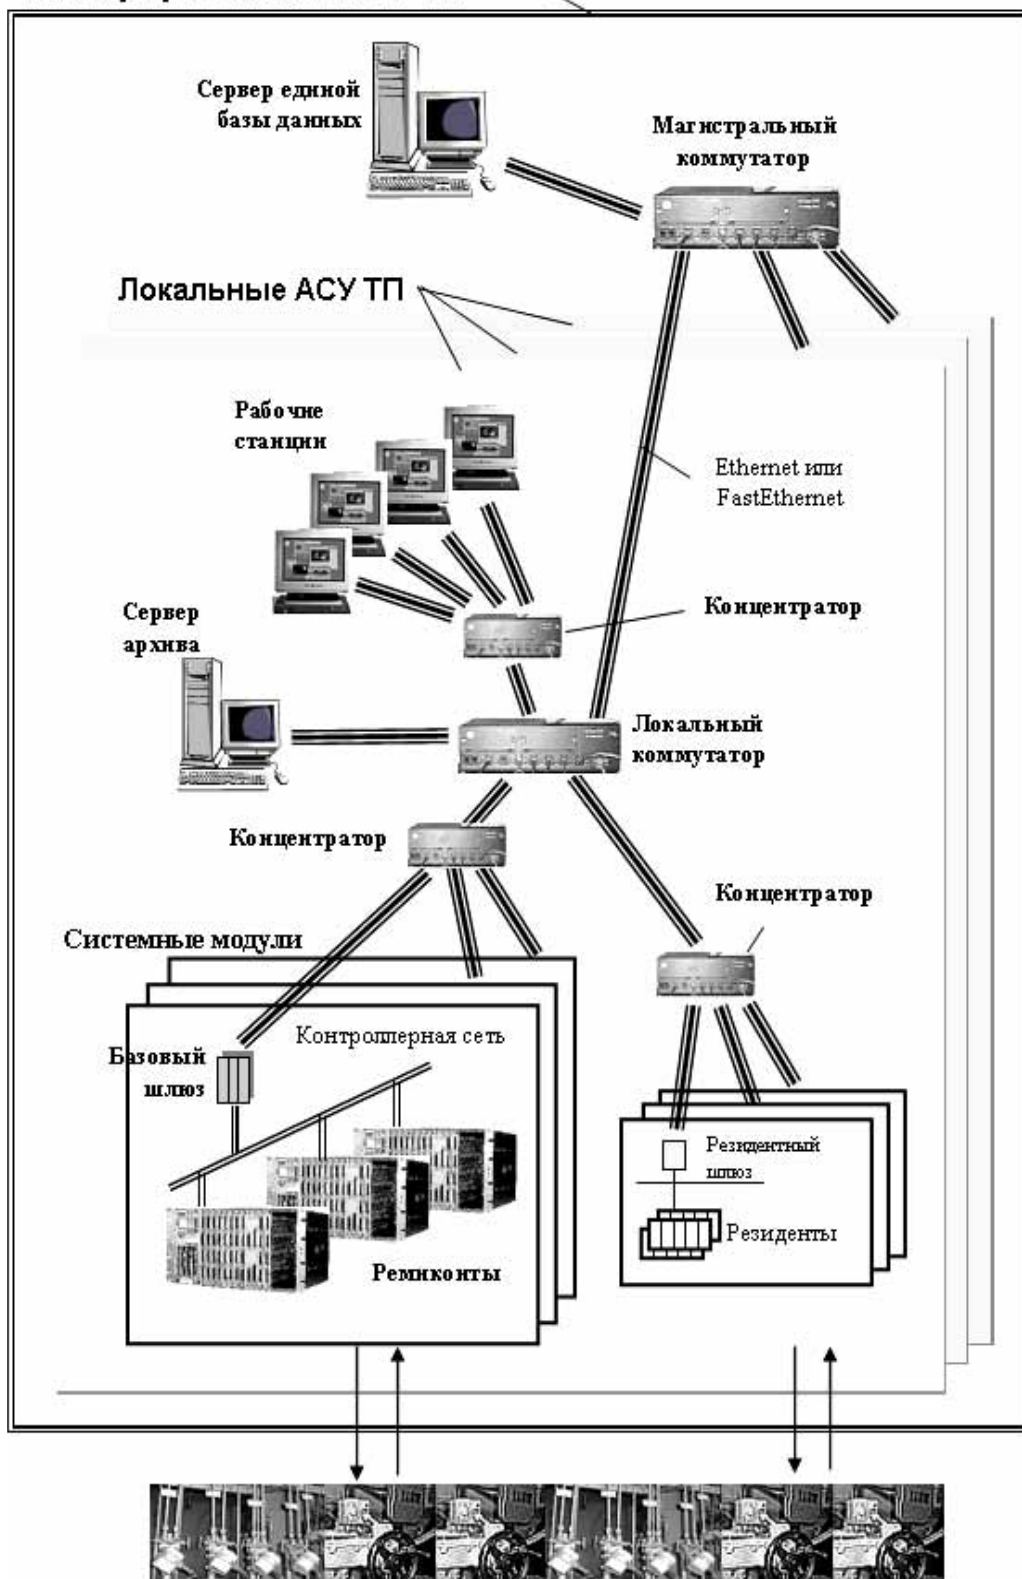 Сервер единой
базы данных
Магистральный
коммутатор
Локальные АСУ ТП
Рабочие
станции
Ethernet или
FastEthernet
Концентратор
Сервер
архива
Локальный
коммутатор
Концентратор
Концентратор
Системные модули
Контроллерная сеть
Базовый
шлюз
Ремиконты
Резидентный
шлюз
Резиденты